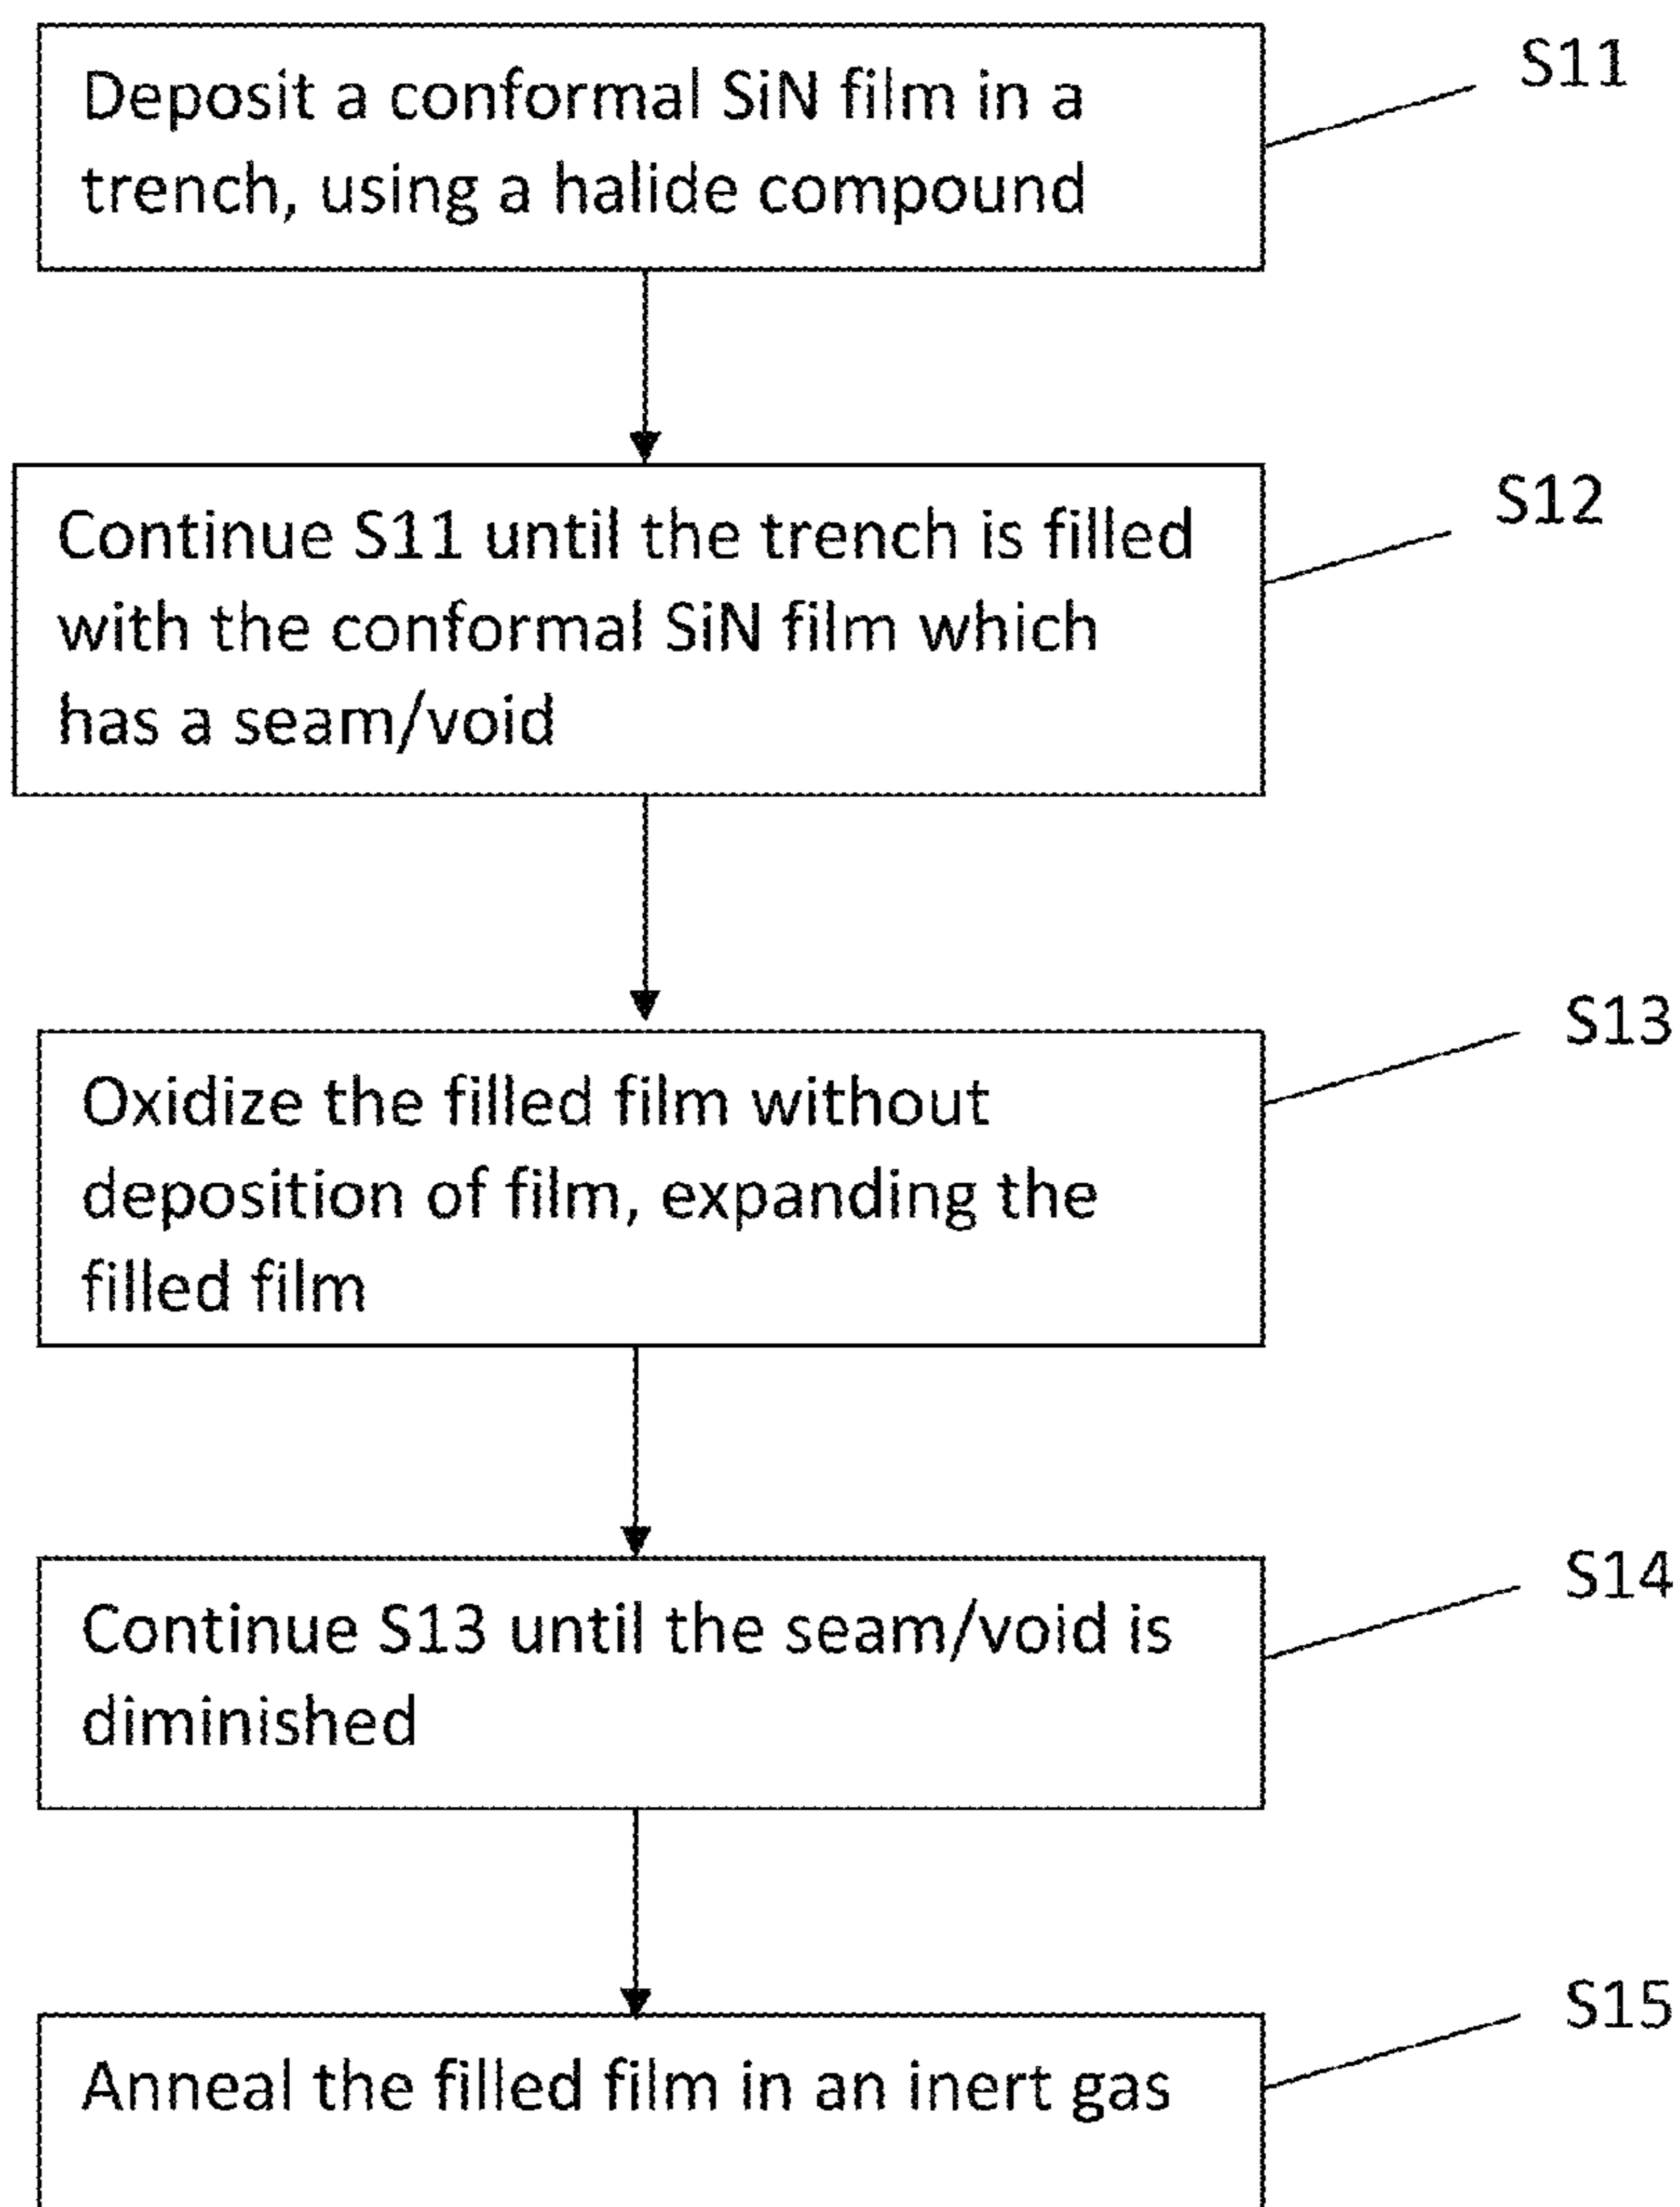 Deposit a conformal SiN film in a
trench, using a halide compound
S11
Continue S11 until the trench is filled
with the conformal SiN film which
has a seam/void
S12
Oxidize the filled film without
deposition of film, expanding the
filled film
S13
Continue S13 until the seam/void is
diminished
S14
Anneal the filled film in an inert gas
S15